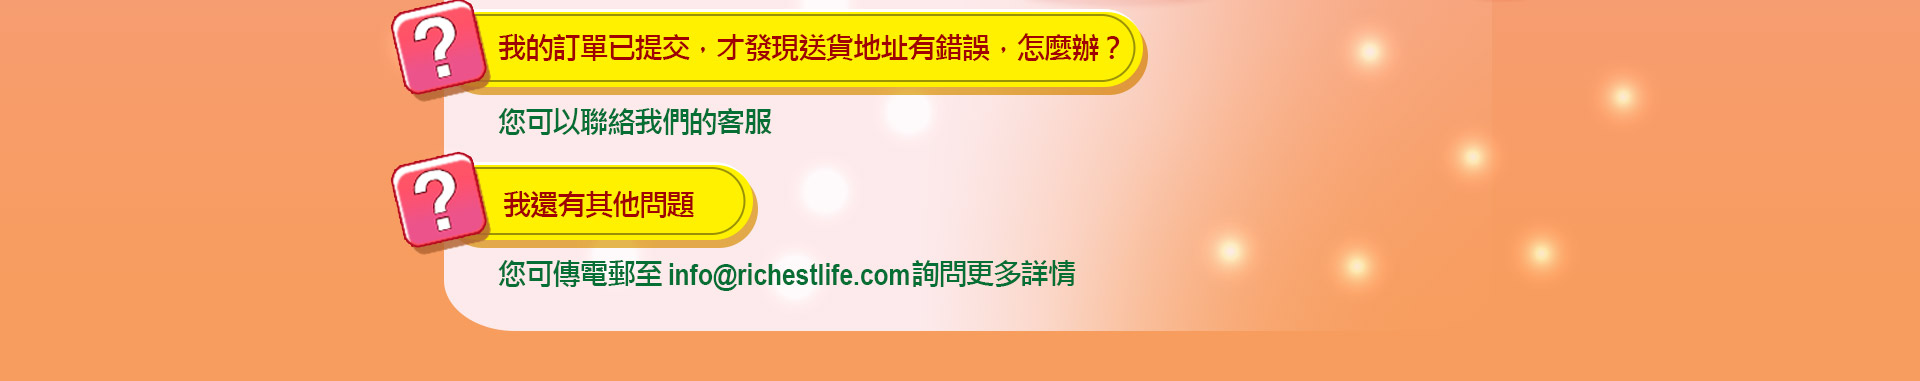 我的訂單已提交，才發現送貨地址有錯誤，怎麼辦？
您可以聯絡我們的客服
我還有其他問題
您可傳電郵至 info@richestlife.com詢問更多詳情